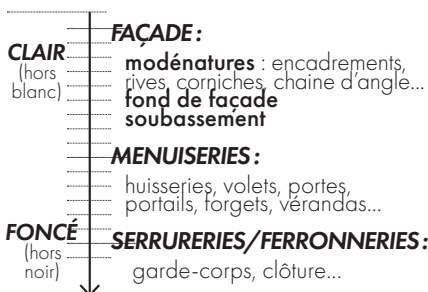 FAÇADE :
CLAIR
(hors
blanc)
modénatures : encadrements,
rives, corniches, chaine d'angle...
fond de façade
soubassement
MENUISERIES :
huisseries, volets, portes,
portails, forgets, vérandas...
FONCÉ
(hors
noir)
SERRURERIES/FERRONNERIES :
garde-corps, clôture...